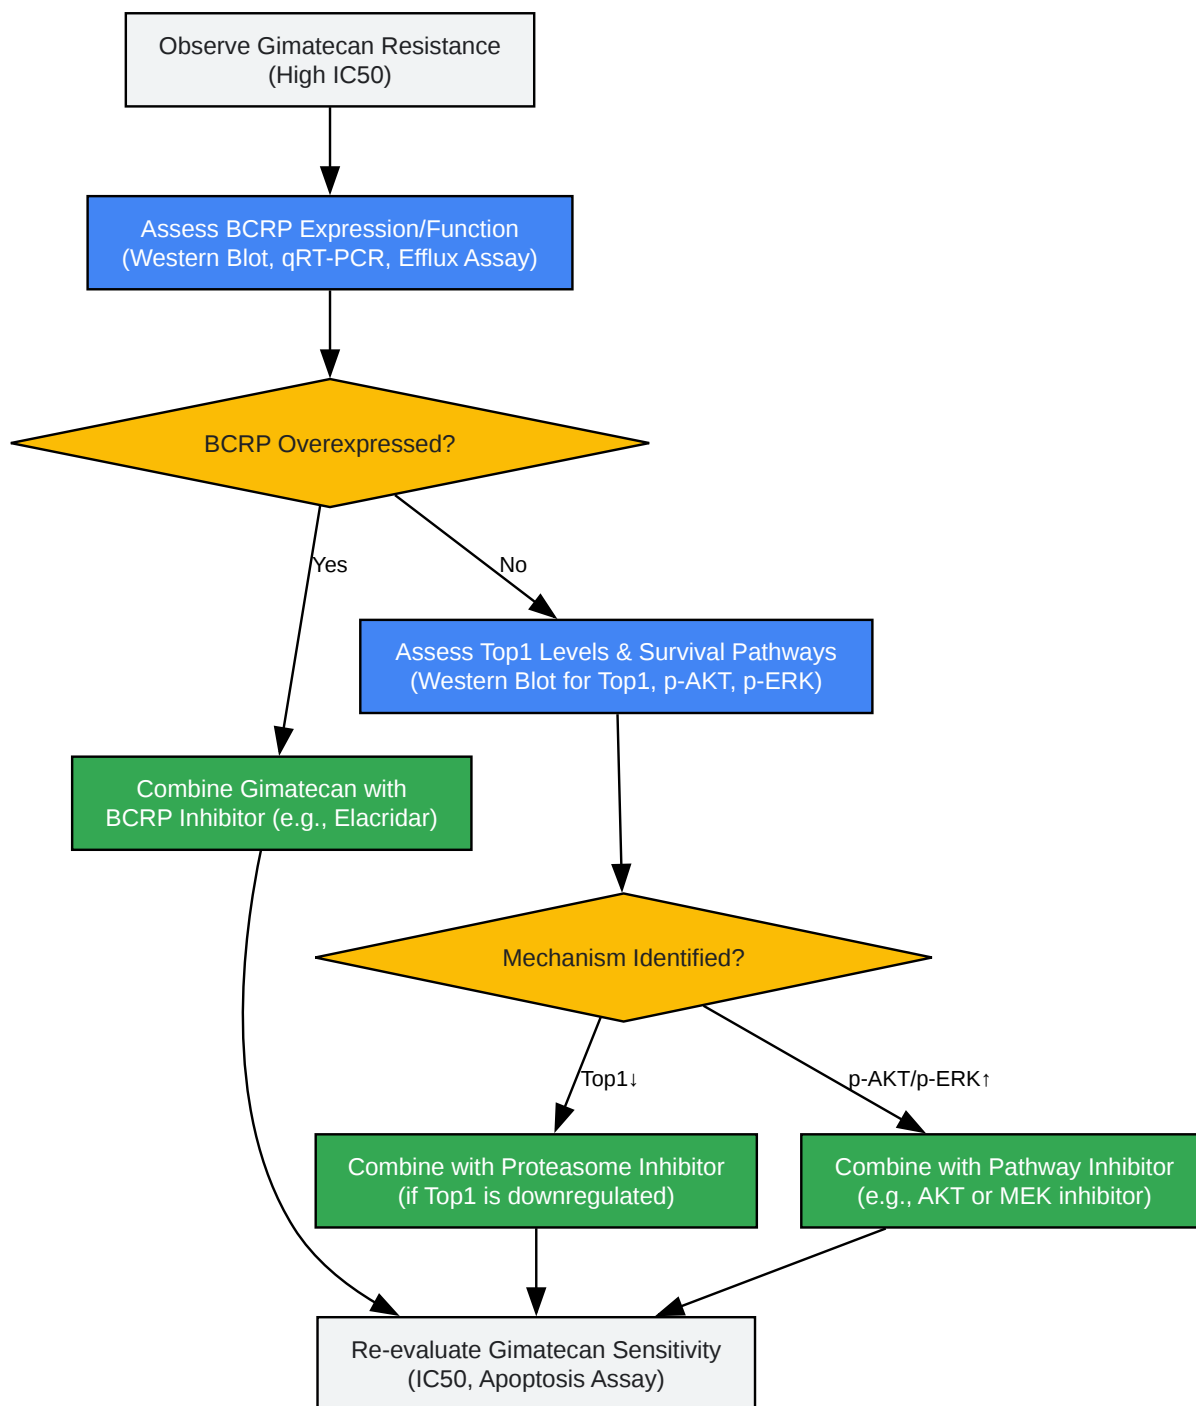 Observe Gimatecan Resistance
(High IC50)
Assess BCRP Expression/Function
(Western Blot, qRT-PCR, Efflux Assay)
BCRP Overexpressed?
Yes
No
Assess Top1 Levels & Survival Pathways
(Western Blot for Top1, p-AKT, p-ERK)
Combine Gimatecan with
BCRP Inhibitor (e.g., Elacridar)
Mechanism Identified?
Top1↓
p-AKT/p-ERK↑
Combine with Proteasome Inhibitor
(if Top1 is downregulated)
Combine with Pathway Inhibitor
(e.g., AKT or MEK inhibitor)
Re-evaluate Gimatecan Sensitivity
(IC50, Apoptosis Assay)